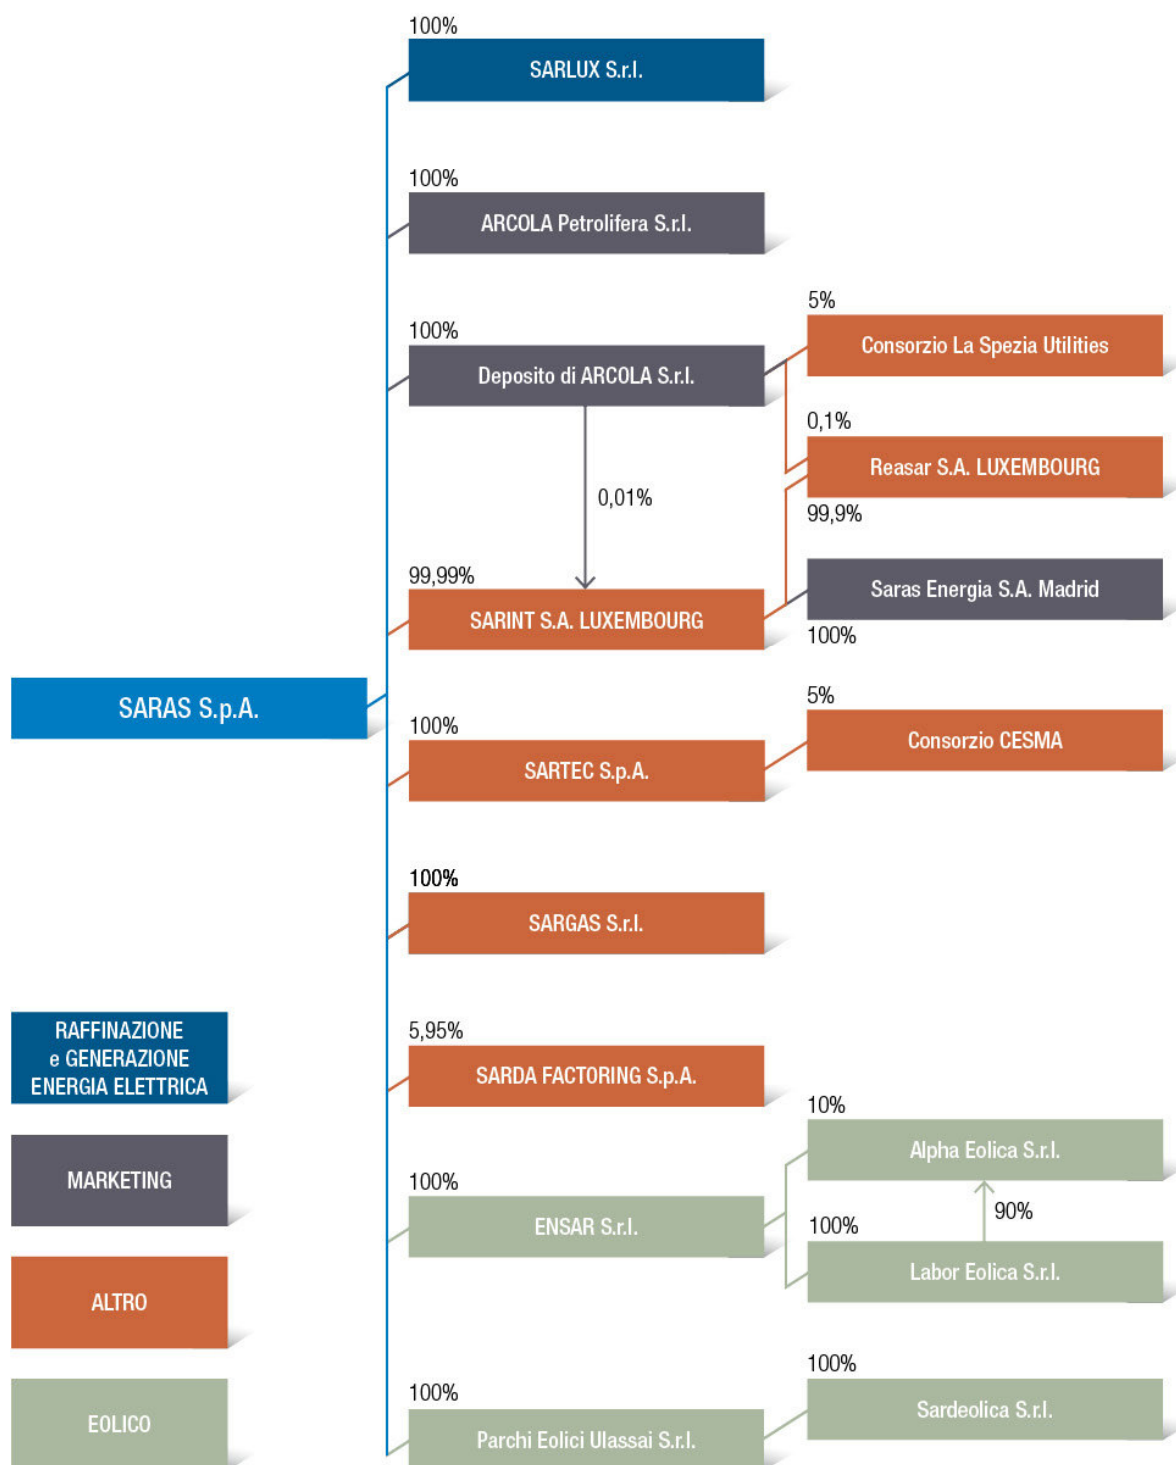 100%
SARLUX S.r.l.
100%
ARCOLA Petrolifera S.r.l.
100%
Deposito di ARCOLA S.r.l.
5%
Consorzio La Spezia Utilities
0,1%
Reasar S.A. LUXEMBOURG
99,9%
0,01%
99,99%
SARINT S.A. LUXEMBOURG
Saras Energia S.A. Madrid
100%
SARAS S.p.A.
100%
SARTEC S.p.A.
5%
Consorzio CESMA
100%
SARGAS S.r.l.
5,95%
SARDA FACTORING S.p.A.
100%
ENSAR S.r.l.
10%
Alpha Eolica S.r.l.
90%
100%
Labor Eolica S.r.l.
100%
Parchi Eolici Ulassai S.r.l.
100%
Sardeolica S.r.l.
RAFFINAZIONE
e GENERAZIONE
ENERGIA ELETTRICA
MARKETING
ALTRO
EOLICO